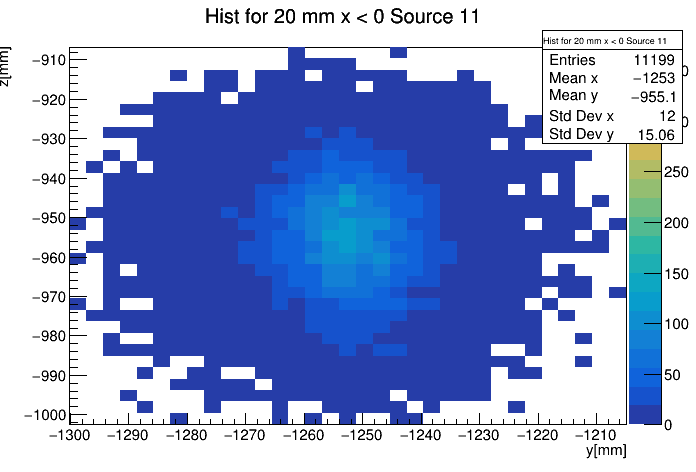 Hist for 20 mm x < 0 Source 11
z[mm]
Hist for 20 mm x < 0 Source 11
Entries 11199
Mean x −1253
Mean y −955.1
Std Dev x 12
Std Dev y 15.06
−910
−920
−930
−940
−950
−960
−970
−980
−990
−1000
−1300 −1290 −1280 −1270 −1260 −1250 −1240 −1230 −1220 −1210
y[mm]
250
200
150
100
50
0